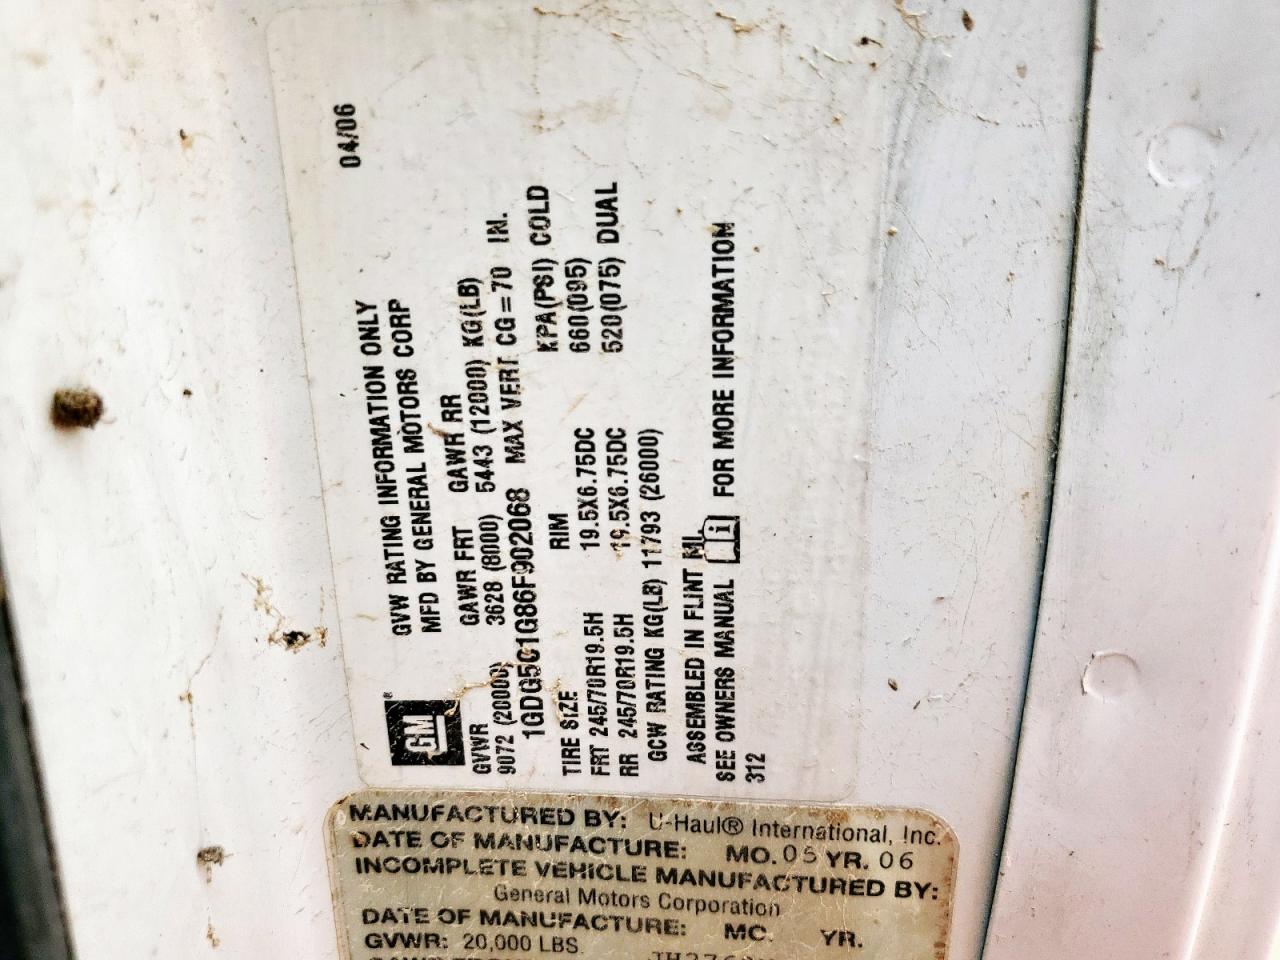 04/06
GVW RATING INFORMATION ONLY
MFD BY GENERAL MOTORS CORP
GM®
GVWR GAWR FRT GAWR RR
9072 (20000) 3628 (8000) 5443 (12000) KG(LB)
1GDG5C1G86F902068 MAX VERT CG=70 IN.
TIRE SIZE RIM KPA(PSI) COLD
FRT 245/70R19.5H 19.5X6.75DC 660(095)
RR 245/70R19.5H 19.5X6.75DC 520(075) DUAL
GCW RATING KG(LB) 11793 (26000)
ASSEMBLED IN FLINT MI
SEE OWNERS MANUAL i FOR MORE INFORMATION
312
MANUFACTURED BY: U-Haul® International, Inc.
DATE OF MANUFACTURE: MO. 05 YR. 06
INCOMPLETE VEHICLE MANUFACTURED BY:
General Motors Corporation
DATE OF MANUFACTURE: MO. YR.
GVWR: 20,000 LBS.